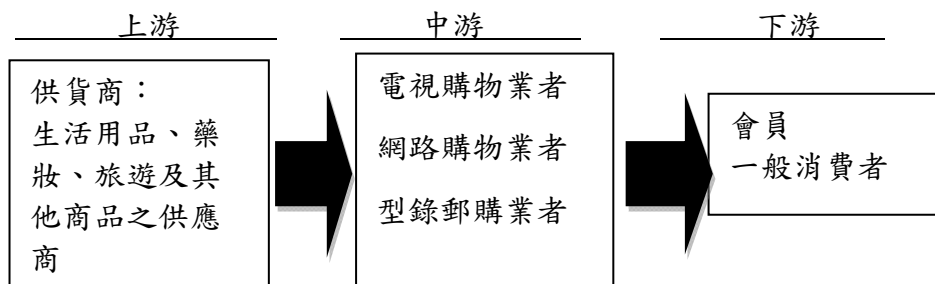 上游
中游
下游
供貨商：
生活用品、藥
妝、旅遊及其
他商品之供應
商
電視購物業者
網路購物業者
型錄郵購業者
會員
一般消費者